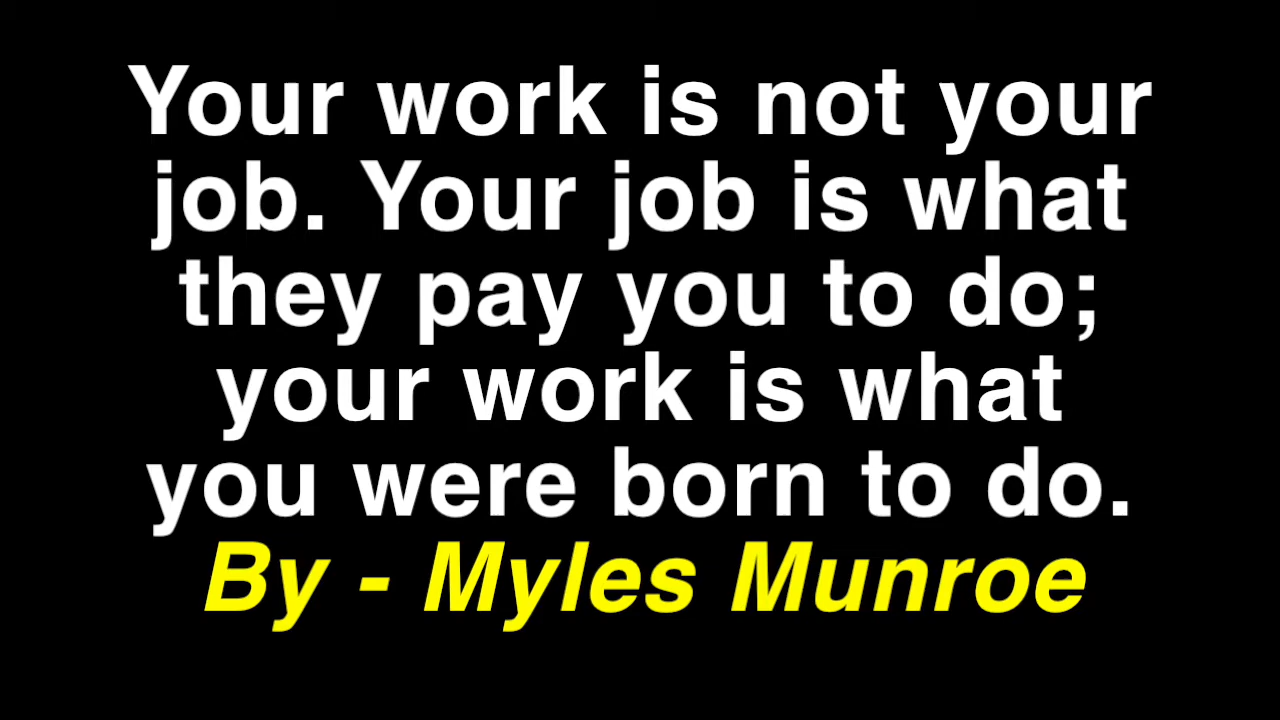 Your work is not your
job. Your job is what
they pay you to do;
your work is what
you were born to do.
By - Myles Munroe